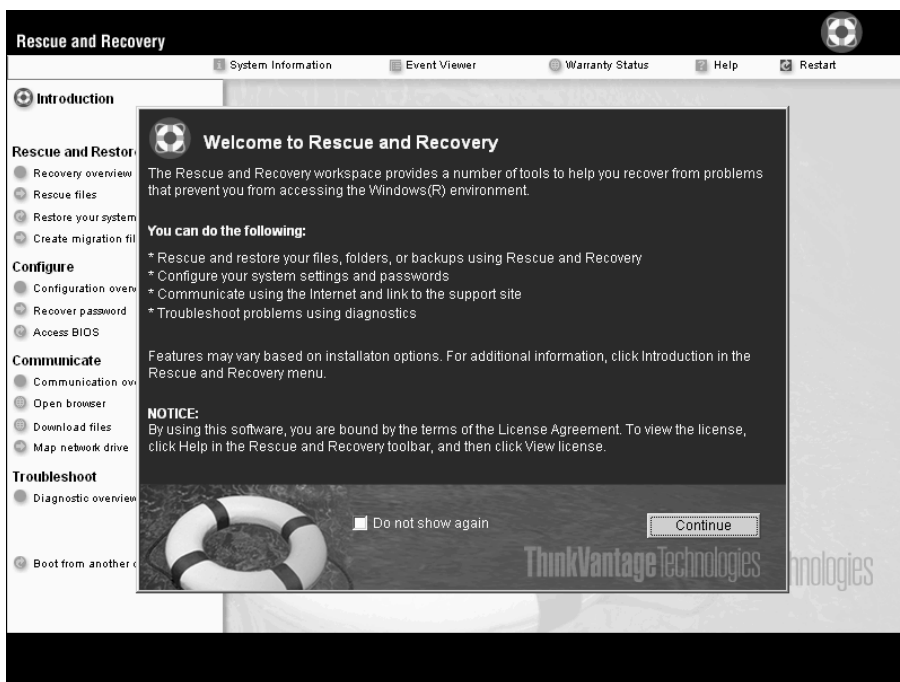 Rescue and Recovery
System Information Event Viewer Warranty Status Help Restart
Introduction
Rescue and Restor
Recovery overview
Rescue files
Restore your system
Create migration fil
Configure
Configuration overv
Recover password
Access BIOS
Communicate
Communication ov
Open browser
Download files
Map network drive
Troubleshoot
Diagnostic overview
Boot from another
Welcome to Rescue and Recovery
The Rescue and Recovery workspace provides a number of tools to help you recover from problems
that prevent you from accessing the Windows(R) environment.
You can do the following:
* Rescue and restore your files, folders, or backups using Rescue and Recovery
* Configure your system settings and passwords
* Communicate using the Internet and link to the support site
* Troubleshoot problems using diagnostics
Features may vary based on installaton options. For additional information, click Introduction in the
Rescue and Recovery menu.
NOTICE:
By using this software, you are bound by the terms of the License Agreement. To view the license,
click Help in the Rescue and Recovery toolbar, and then click View license.
Do not show again
Continue
ThinkVantage Technologies
hnologies